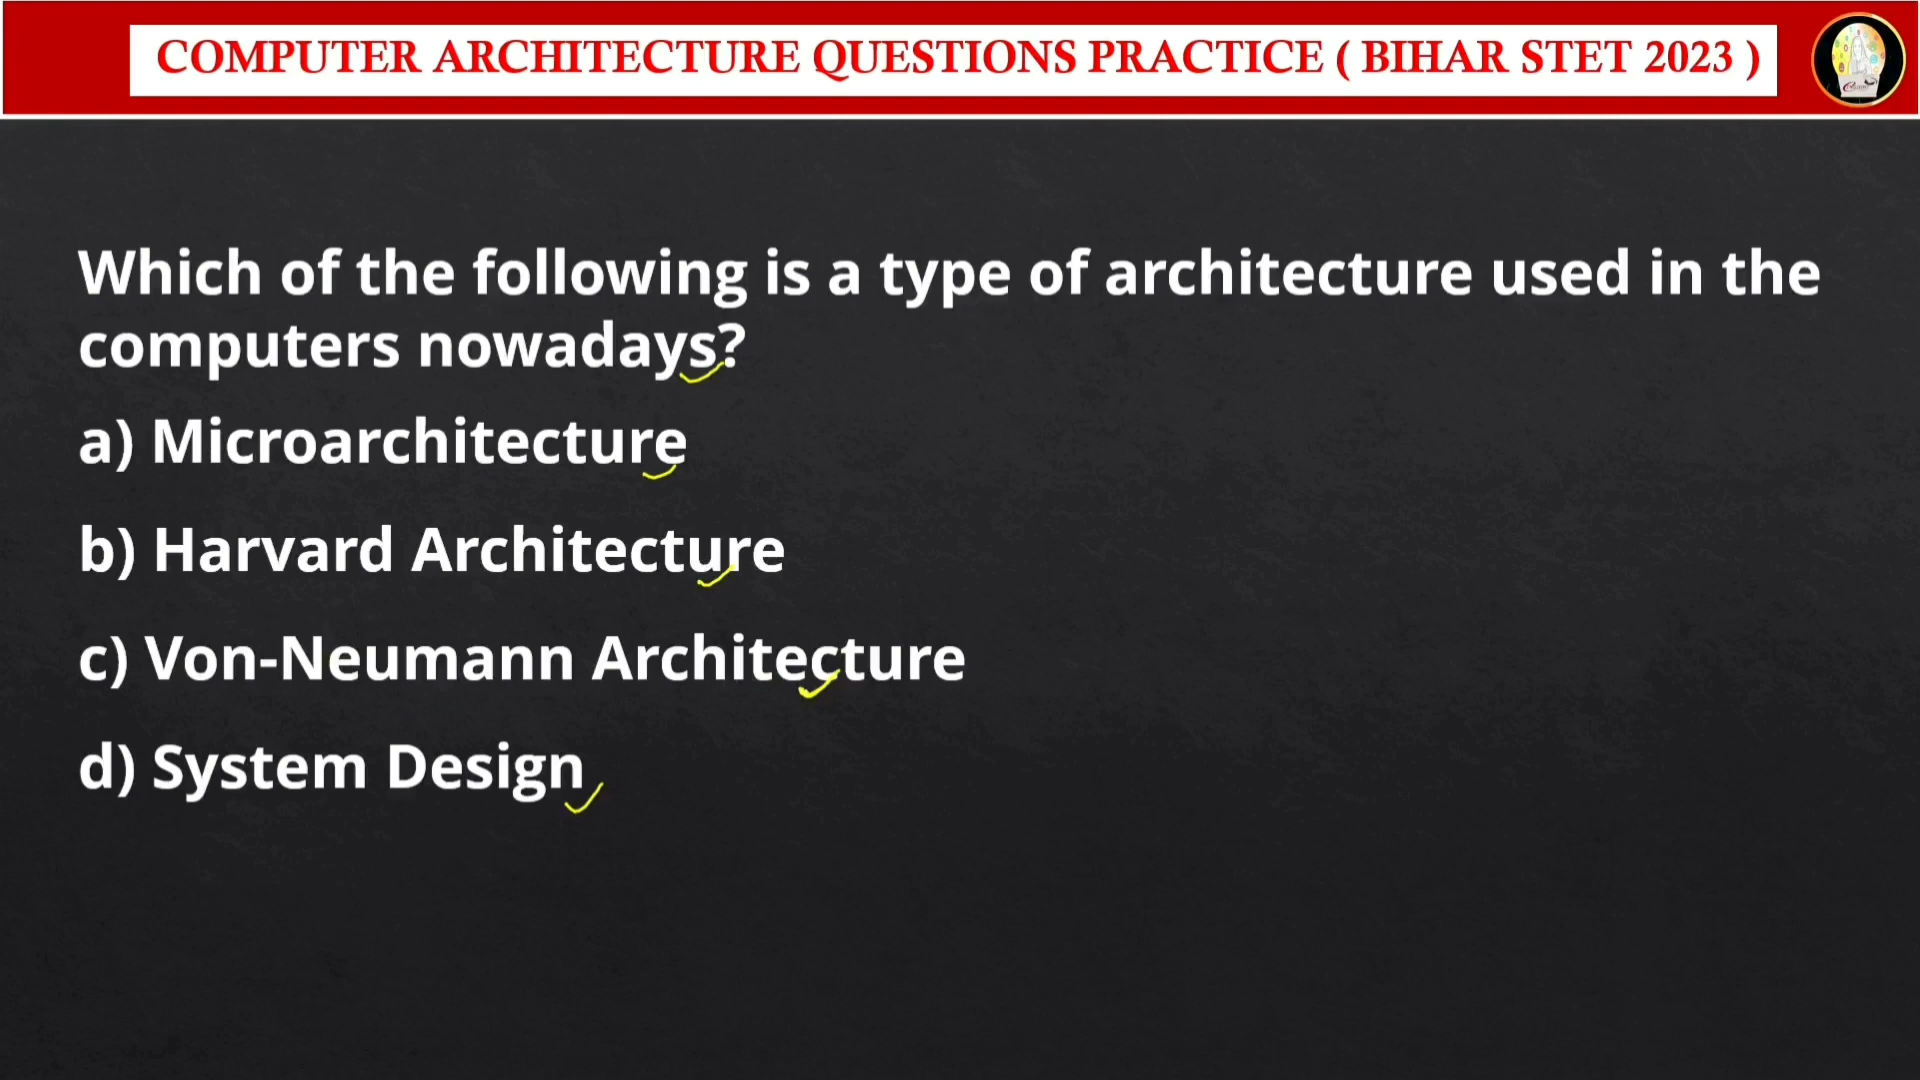 COMPUTER ARCHITECTURE QUESTIONS PRACTICE ( BIHAR STET 2023 )
Which of the following is a type of architecture used in the
computers nowadays?
a) Microarchitecture
b) Harvard Architecture
c) Von-Neumann Architecture
d) System Design